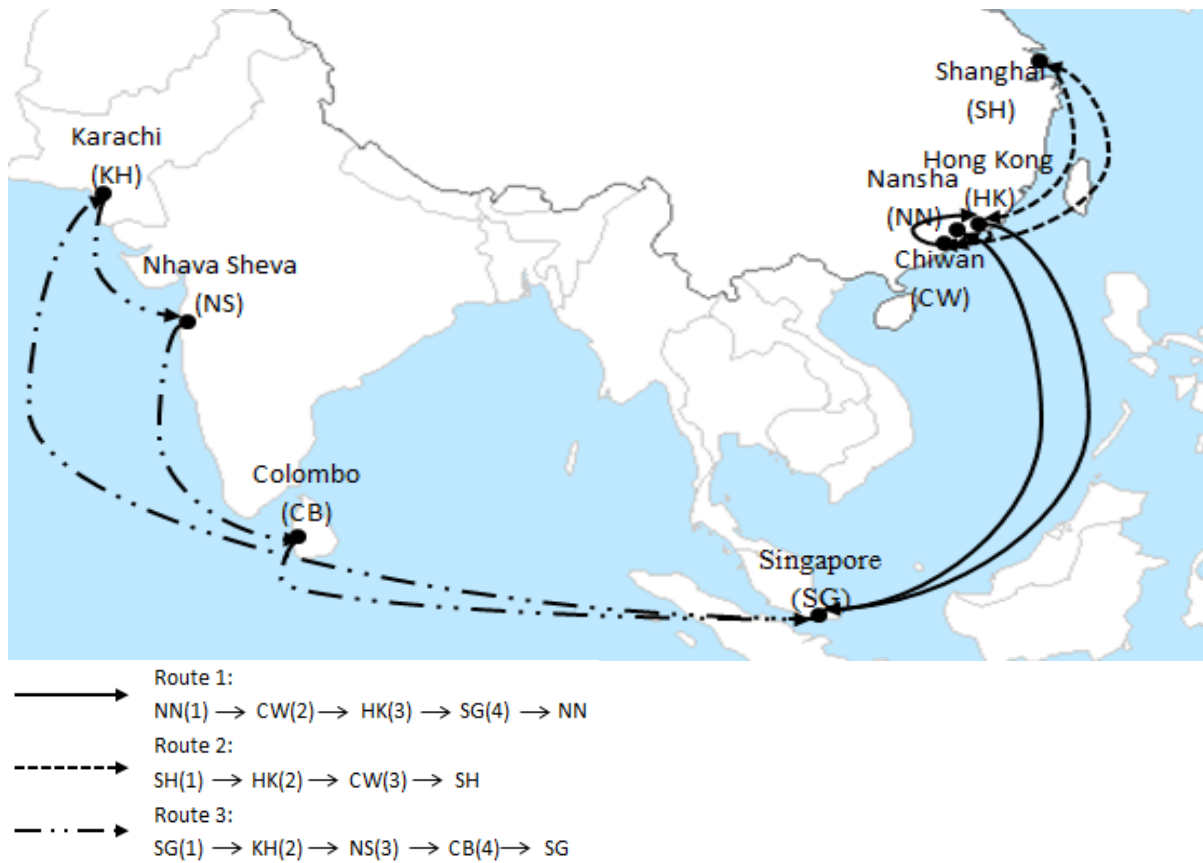 Shanghai
(SH)
Karachi
(KH)
Hong Kong
(HK)
Nansha
(NN)
Nhava Sheva
(NS)
Chiwan
(CW)
Colombo
(CB)
Singapore
(SG)
Route 1:
NN(1) → CW(2) → HK(3) → SG(4) → NN
Route 2:
SH(1) → HK(2) → CW(3) → SH
Route 3:
SG(1) → KH(2) → NS(3) → CB(4) → SG